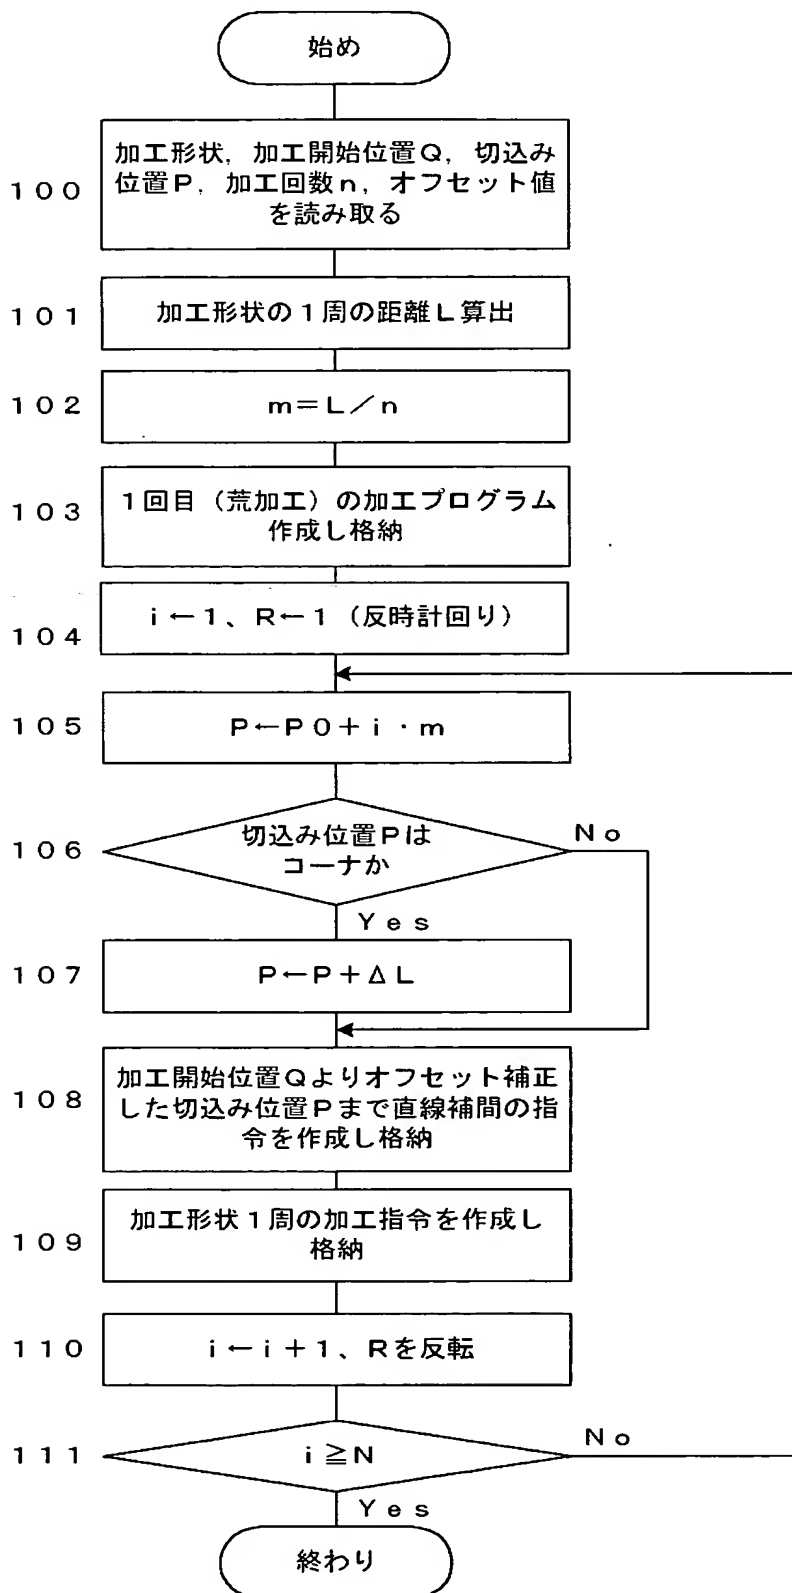 始め
100
加工形状，加工開始位置Q，切込み
位置P，加工回数n，オフセット値
を読み取る
101
加工形状の1周の距離L算出
102
m＝L／n
103
1回目（荒加工）の加工プログラム
作成し格納
104
i←1、R←1（反時計回り）
105
P←P0＋i・m
106
切込み位置Pは
コーナか
No
Yes
107
P←P＋ΔL
108
加工開始位置Qよりオフセット補正
した切込み位置Pまで直線補間の指
令を作成し格納
109
加工形状1周の加工指令を作成し
格納
110
i←i＋1、Rを反転
111
i≧N
No
Yes
終わり